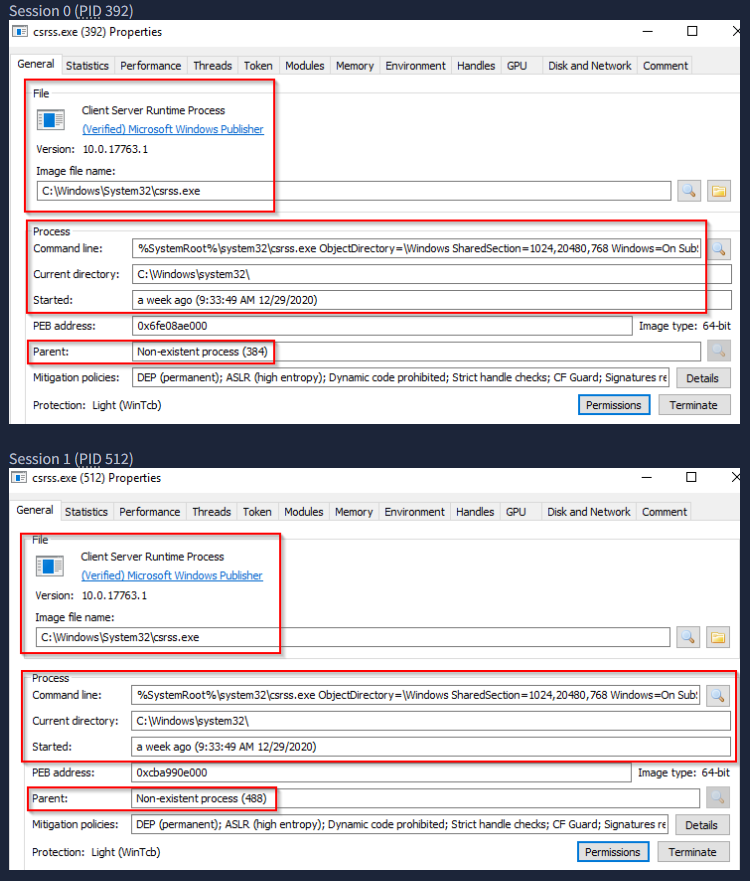 Session 0 (PID 392)
csrss.exe (392) Properties
General Statistics Performance Threads Token Modules Memory Environment Handles GPU Disk and Network Comment
File
Client Server Runtime Process
(Verified) Microsoft Windows Publisher
Version: 10.0.17763.1
Image file name:
C:\Windows\System32\csrss.exe
Process
Command line: %SystemRoot%\system32\csrss.exe ObjectDirectory=\Windows SharedSection=1024,20480,768 Windows=On SubS
Current directory: C:\Windows\system32\
Started: a week ago (9:33:49 AM 12/29/2020)
PEB address: 0x6fe08ae000 Image type: 64-bit
Parent: Non-existent process (384)
Mitigation policies: DEP (permanent); ASLR (high entropy); Dynamic code prohibited; Strict handle checks; CF Guard; Signatures re Details
Protection: Light (WinTcb) Permissions Terminate
Session 1 (PID 512)
csrss.exe (512) Properties
General Statistics Performance Threads Token Modules Memory Environment Handles GPU Disk and Network Comment
File
Client Server Runtime Process
(Verified) Microsoft Windows Publisher
Version: 10.0.17763.1
Image file name:
C:\Windows\System32\csrss.exe
Process
Command line: %SystemRoot%\system32\csrss.exe ObjectDirectory=\Windows SharedSection=1024,20480,768 Windows=On SubS
Current directory: C:\Windows\system32\
Started: a week ago (9:33:49 AM 12/29/2020)
PEB address: 0xcba990e000 Image type: 64-bit
Parent: Non-existent process (488)
Mitigation policies: DEP (permanent); ASLR (high entropy); Dynamic code prohibited; Strict handle checks; CF Guard; Signatures re Details
Protection: Light (WinTcb) Permissions Terminate